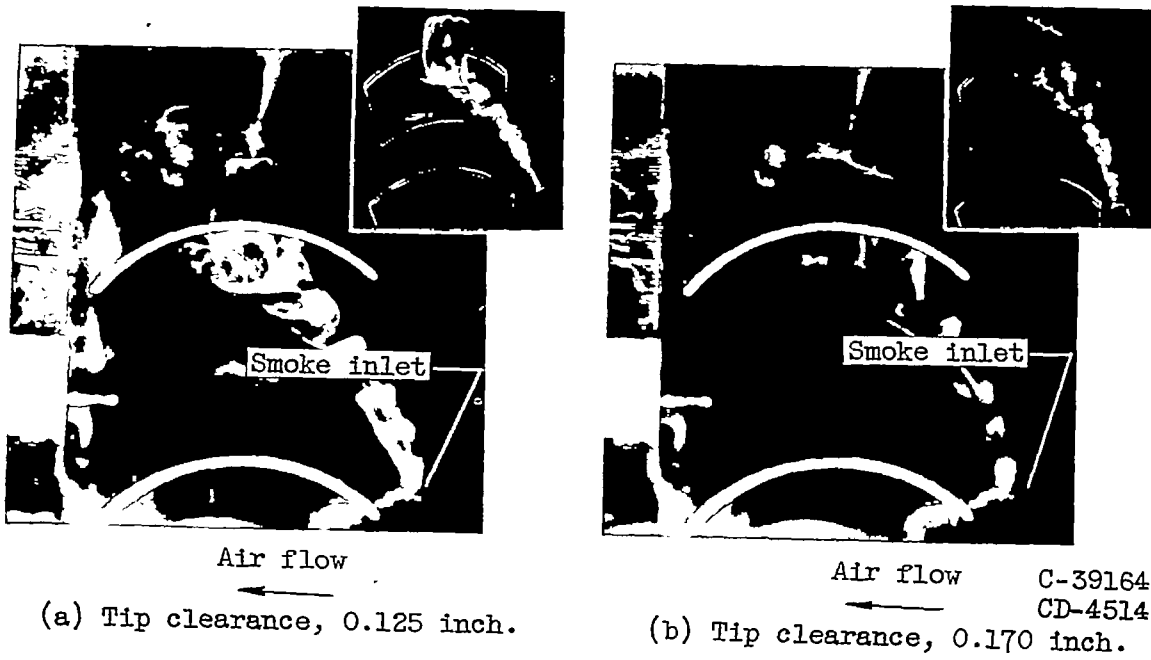 Smoke inlet
Air flow
(a) Tip clearance, 0.125 inch.
Smoke inlet
Air flow
C-39164
CD-4514
(b) Tip clearance, 0.170 inch.